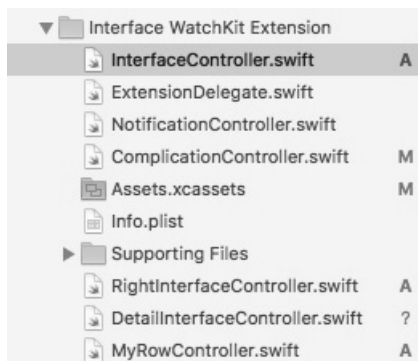 Interface WatchKit Extension
InterfaceController.swift A
ExtensionDelegate.swift
NotificationController.swift
ComplicationController.swift M
Assets.xcassets M
Info.plist
Supporting Files
RightInterfaceController.swift A
DetailInterfaceController.swift ?
MyRowController.swift A